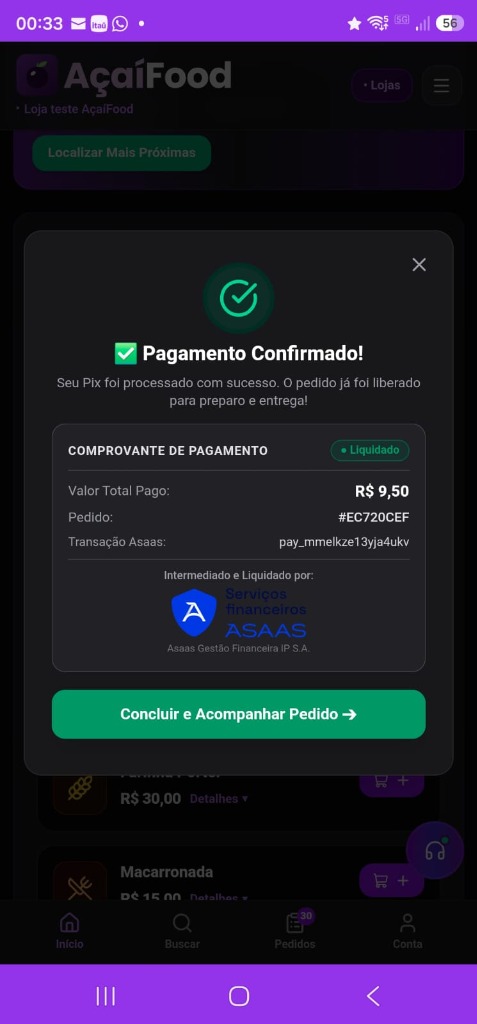 00:33
itaú
5G
56
AçaíFood
• Loja teste AçaíFood
• Lojas
Localizar Mais Próximas
✅ Pagamento Confirmado!
Seu Pix foi processado com sucesso. O pedido já foi liberado
para preparo e entrega!
COMPROVANTE DE PAGAMENTO
• Liquidado
Valor Total Pago:
R$ 9,50
Pedido:
#EC720CEF
Transação Asaas:
pay_mmelkze13yja4ukv
Intermediado e Liquidado por:
Serviços
financeiros
ASAAS
Asaas Gestão Financeira IP S.A.
Concluir e Acompanhar Pedido →
R$ 30,00
Detalhes ▾
Macarronada
R$ 15,00
Detalhes ▾
30
Início
Buscar
Pedidos
Conta